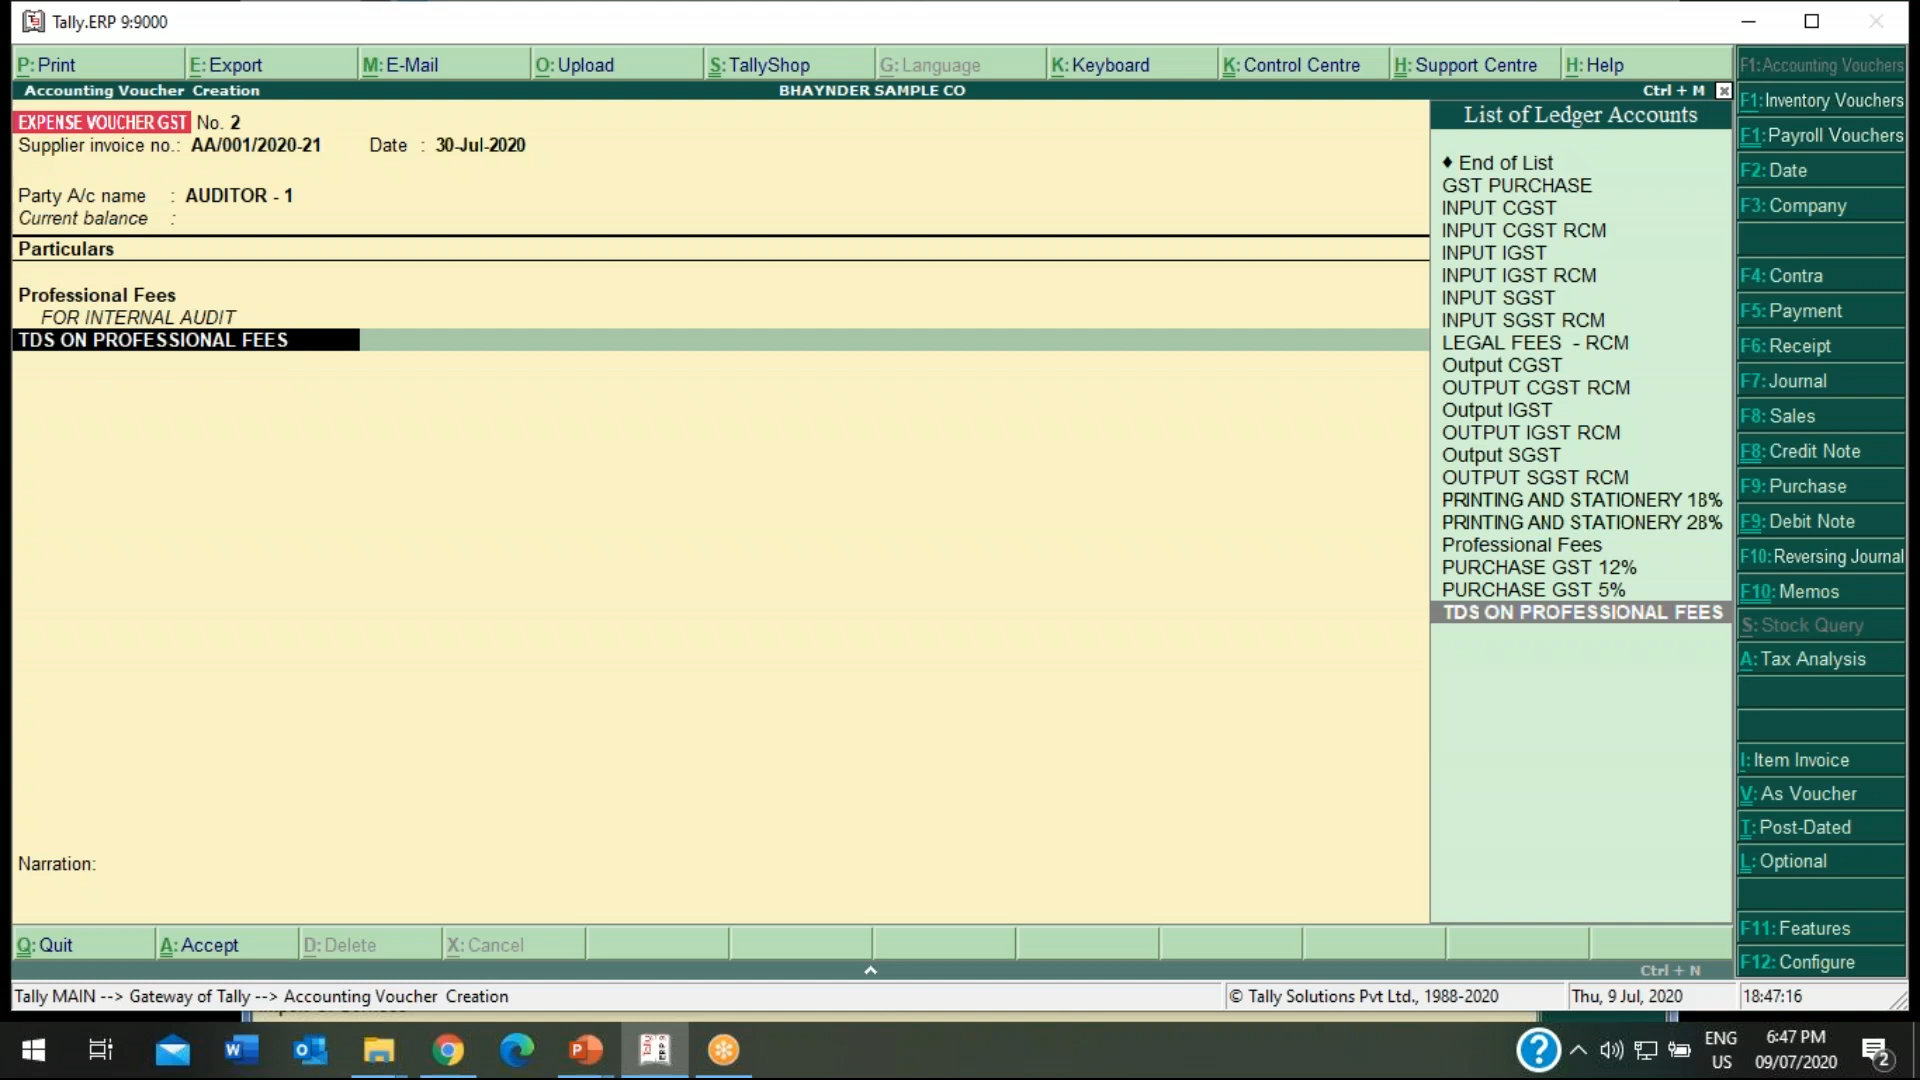 Tally.ERP 9:9000
P: Print
E: Export
M: E-Mail
O: Upload
S: TallyShop
G: Language
K: Keyboard
K: Control Centre
H: Support Centre
H: Help
Accounting Voucher Creation
BHAYNDER SAMPLE CO
Ctrl + M
EXPENSE VOUCHER GST No. 2
Supplier invoice no.: AA/001/2020-21 Date : 30-Jul-2020
Party A/c name : AUDITOR - 1
Current balance :
Particulars
Professional Fees
FOR INTERNAL AUDIT
TDS ON PROFESSIONAL FEES
Narration:
List of Ledger Accounts
♦ End of List
GST PURCHASE
INPUT CGST
INPUT CGST RCM
INPUT IGST
INPUT IGST RCM
INPUT SGST
INPUT SGST RCM
LEGAL FEES - RCM
Output CGST
OUTPUT CGST RCM
Output IGST
OUTPUT IGST RCM
Output SGST
OUTPUT SGST RCM
PRINTING AND STATIONERY 18%
PRINTING AND STATIONERY 28%
Professional Fees
PURCHASE GST 12%
PURCHASE GST 5%
TDS ON PROFESSIONAL FEES
F1: Accounting Vouchers
F1: Inventory Vouchers
F1: Payroll Vouchers
F2: Date
F3: Company
F4: Contra
F5: Payment
F6: Receipt
F7: Journal
F8: Sales
F8: Credit Note
F9: Purchase
F9: Debit Note
F10: Reversing Journal
F10: Memos
S: Stock Query
A: Tax Analysis
I: Item Invoice
V: As Voucher
T: Post-Dated
L: Optional
F11: Features
F12: Configure
Q: Quit
A: Accept
D: Delete
X: Cancel
Ctrl + N
Tally MAIN --> Gateway of Tally --> Accounting Voucher Creation
© Tally Solutions Pvt Ltd., 1988-2020
Thu, 9 Jul, 2020
18:47:16
ENG
US
6:47 PM
09/07/2020
2